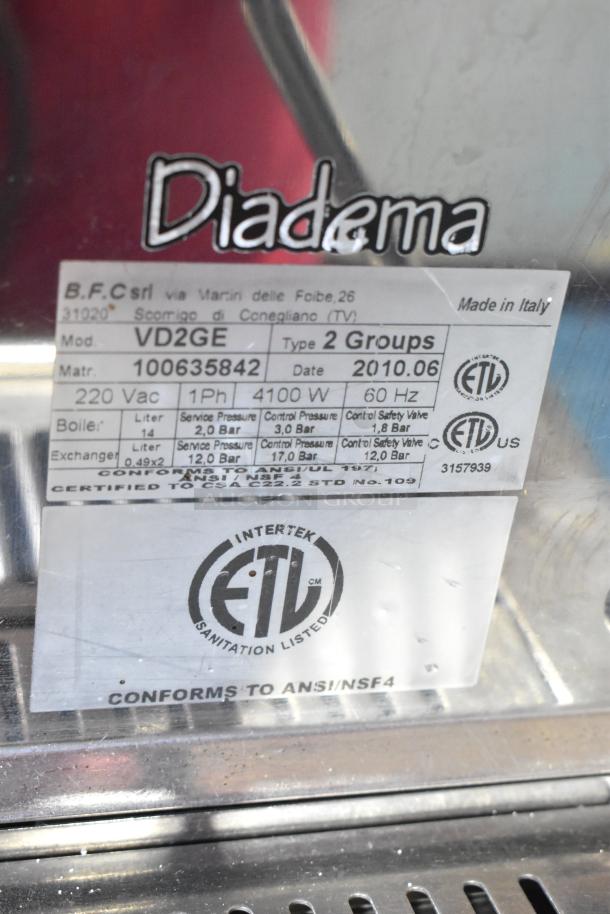 Diadema
B.F.C srl via Martiri delle Foibe, 26
31020 Scomigo di Conegliano (TV)
Made in Italy
Mod. VD2GE Type 2 Groups
Matr. 100635842 Date 2010.06
220 Vac 1Ph 4100 W 60 Hz
Boiler Liter 14 Service Pressure 2,0 Bar Control Pressure 3,0 Bar Control Safety Valve 1,8 Bar
Exchanger Liter 0,49x2 Service Pressure 12,0 Bar Control Pressure 17,0 Bar Control Safety Valve 12,0 Bar
CONFORMS TO ANSI/UL 197;
ANSI / NSF 4
CERTIFIED TO CSA C22.2 STD No.109
INTERTEK
ETL
C ETL US
3157939
AUCTION GROUP
INTERTEK
ETL CM
SANITATION LISTED
CONFORMS TO ANSI/NSF4